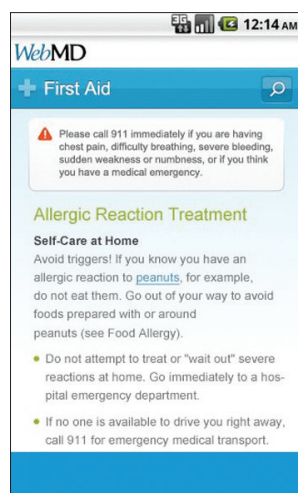 3G 12:14 AM
WebMD
First Aid
Please call 911 immediately if you are having
chest pain, difficulty breathing, severe bleeding,
sudden weakness or numbness, or if you think
you have a medical emergency.
Allergic Reaction Treatment
Self-Care at Home
Avoid triggers! If you know you have an
allergic reaction to peanuts, for example,
do not eat them. Go out of your way to avoid
foods prepared with or around
peanuts (see Food Allergy).
• Do not attempt to treat or "wait out" severe
reactions at home. Go immediately to a hos-
pital emergency department.
• If no one is available to drive you right away,
call 911 for emergency medical transport.